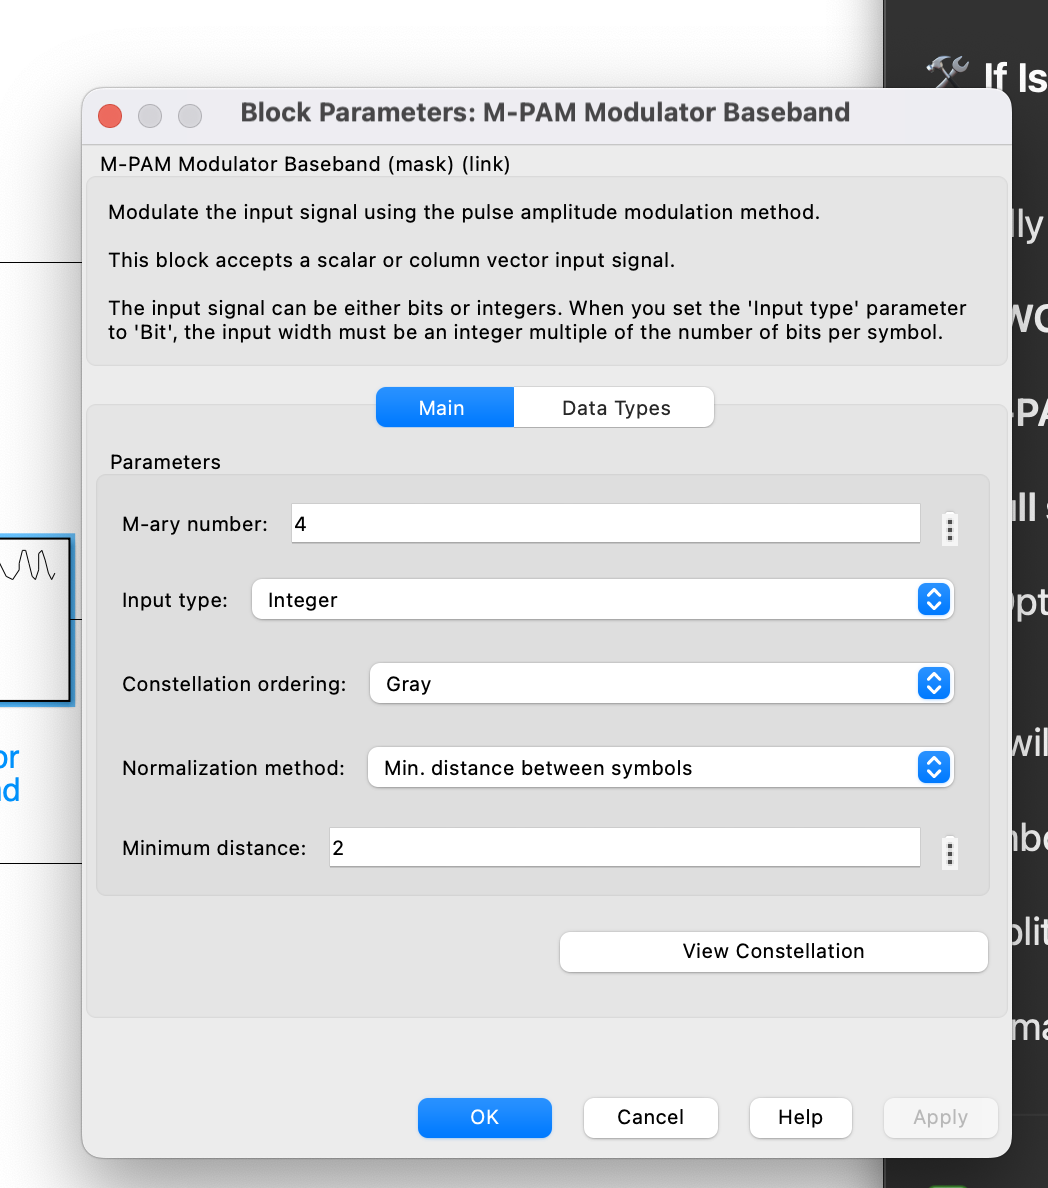 If Is
Block Parameters: M-PAM Modulator Baseband
M-PAM Modulator Baseband (mask) (link)
Modulate the input signal using the pulse amplitude modulation method.
This block accepts a scalar or column vector input signal.
The input signal can be either bits or integers. When you set the 'Input type' parameter
to 'Bit', the input width must be an integer multiple of the number of bits per symbol.
Main
Data Types
Parameters
M-ary number: 4
Input type: Integer
Constellation ordering: Gray
Normalization method: Min. distance between symbols
Minimum distance: 2
View Constellation
OK
Cancel
Help
Apply